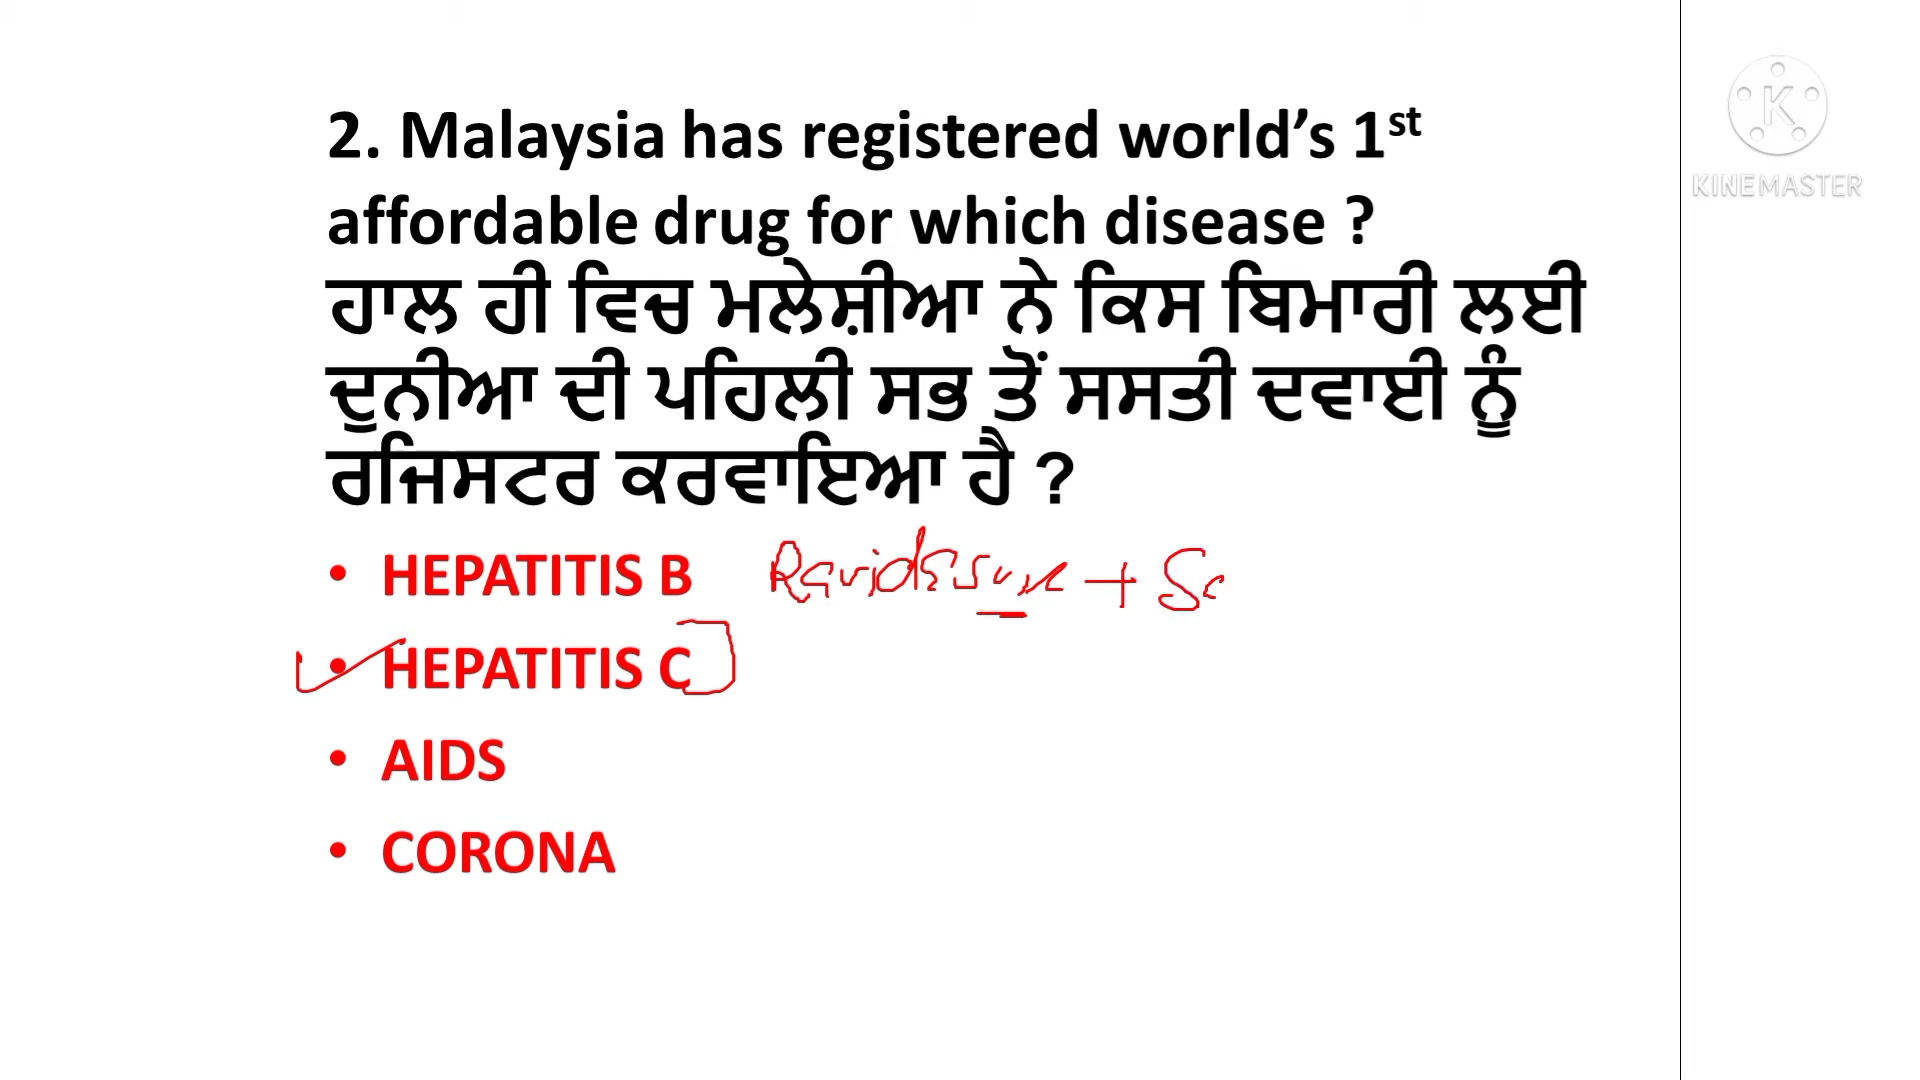 2. Malaysia has registered world’s 1st
affordable drug for which disease ?
ਹਾਲ ਹੀ ਵਿਚ ਮਲੇਸ਼ੀਆ ਨੇ ਕਿਸ ਬਿਮਾਰੀ ਲਈ
ਦੁਨੀਆ ਦੀ ਪਹਿਲੀ ਸਭ ਤੋਂ ਸਸਤੀ ਦਵਾਈ ਨੂੰ
ਰਜਿਸਟਰ ਕਰਵਾਇਆ ਹੈ ?
• HEPATITIS B + So
• HEPATITIS C
• AIDS
• CORONA
K
KINEMASTER